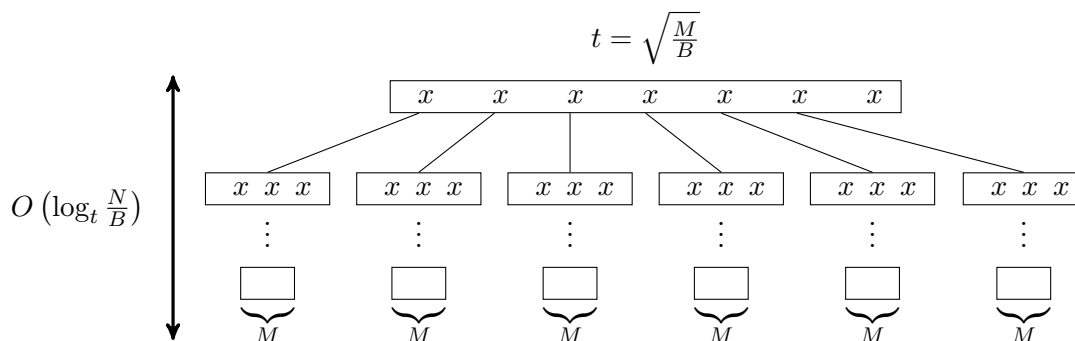 t = √(M/B)
x x x x x x x
x x x x x x x x x x x x x x x x x x
O (log_t N/B)
⋮ ⋮ ⋮ ⋮ ⋮ ⋮
M M M M M M